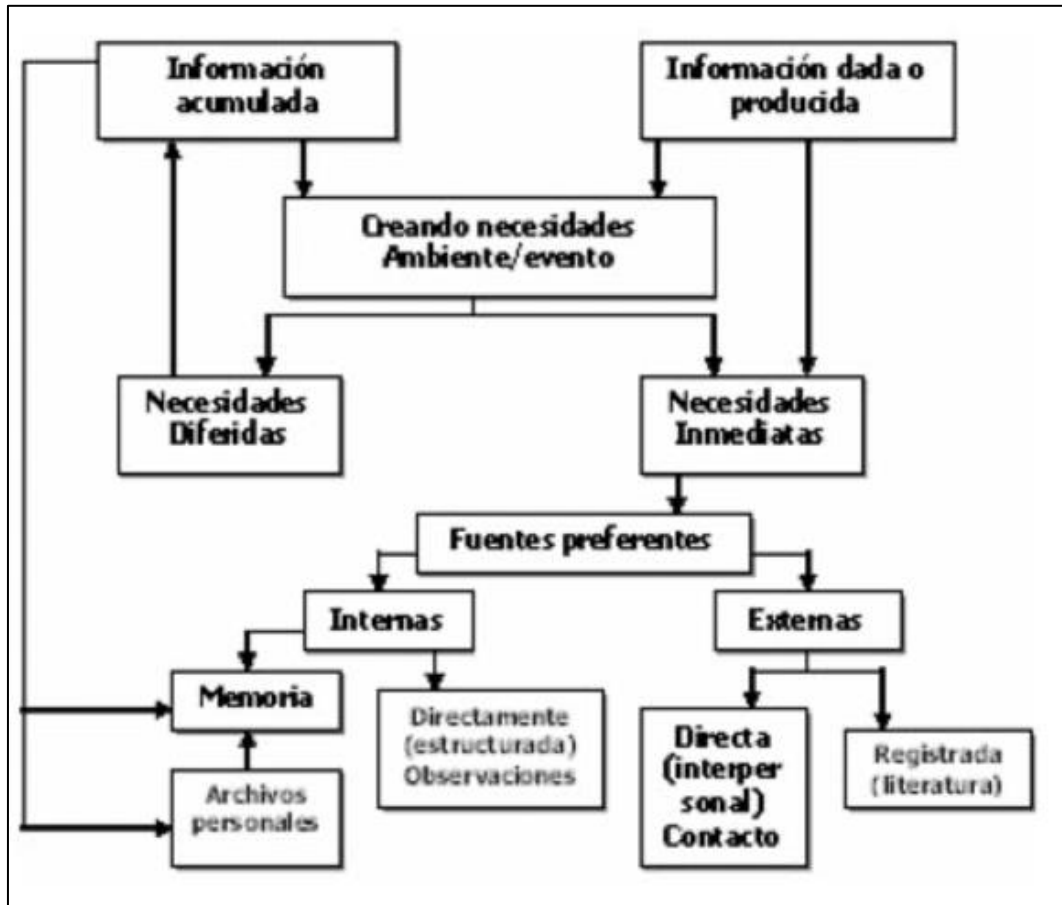 Información
acumulada
Información dada o
producida
Creando necesidades
Ambiente/evento
Necesidades
Diferidas
Necesidades
Inmediatas
Fuentes preferentes
Internas
Externas
Memoria
Directamente
(estructurada)
Observaciones
Directa
(interper
sonal)
Contacto
Registrada
(literatura)
Archivos
personales